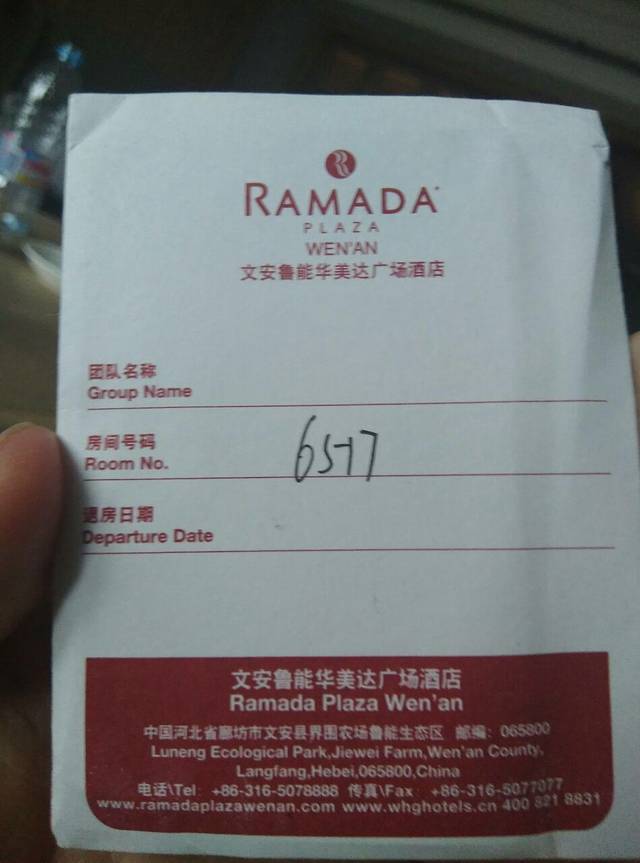 RAMADA
PLAZA
WEN'AN
文安鲁能华美达广场酒店
团队名称
Group Name
房间号码
Room No. 6517
退房日期
Departure Date
文安鲁能华美达广场酒店
Ramada Plaza Wen'an
中国河北省廊坊市文安县界围农场鲁能生态区 邮编: 065800
Luneng Ecological Park,Jiewei Farm,Wen'an County,
Langfang,Hebei,065800,China
电话\Tel: +86-316-5078888 传真\Fax: +86-316-5077077
www.ramadaplazawenan.com www.whghotels.cn 400 821 8831